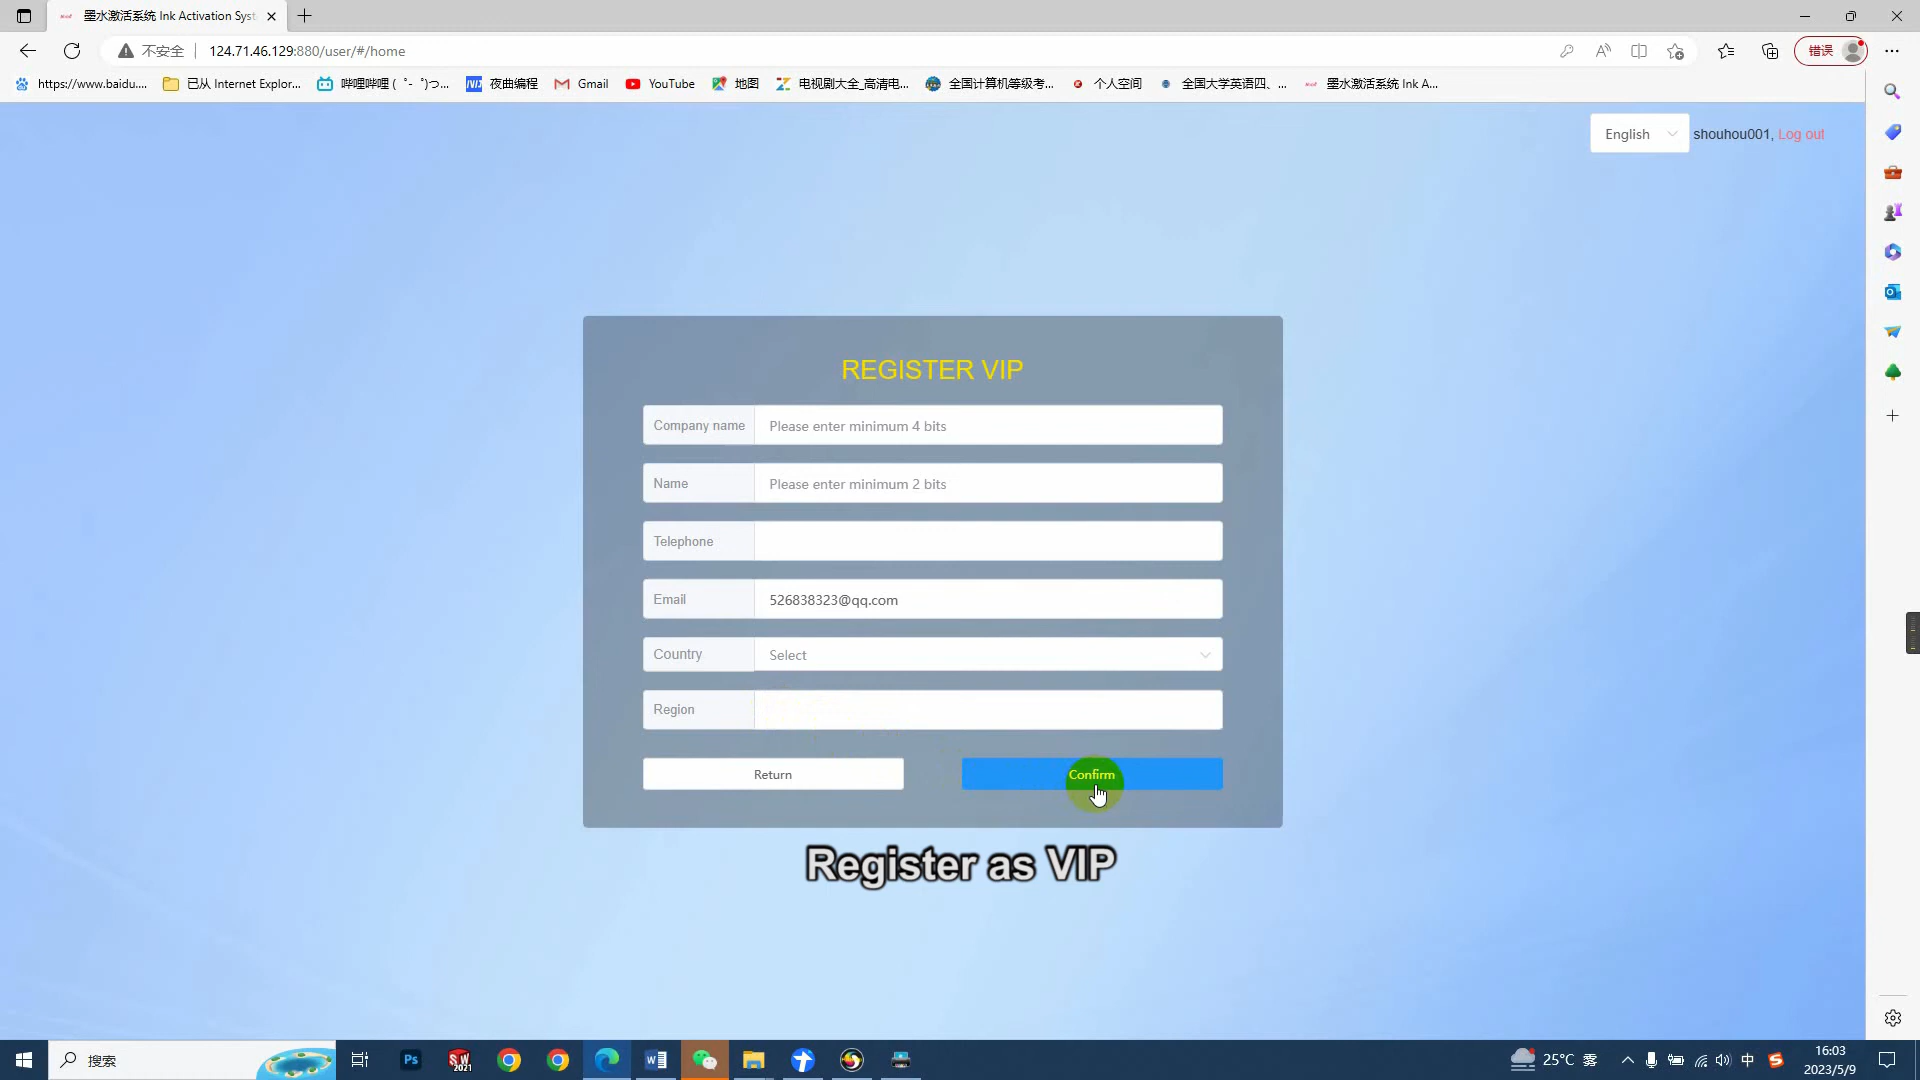 墨水激活系统 Ink Activation Syst
不安全
124.71.46.129:880/user/#/home
错误
https://www.baidu....
已从 Internet Explor...
哔哩哔哩 (゜-゜)つ...
夜曲编程
Gmail
YouTube
地图
电视剧大全_高清电...
全国计算机等级考...
个人空间
全国大学英语四、...
墨水激活系统 Ink A...
English
shouhou001, Log out
REGISTER VIP
Company name
Please enter minimum 4 bits
Name
Please enter minimum 2 bits
Telephone
Email
526838323@qq.com
Country
Select
Region
Return
Confirm
Register as VIP
搜索
Ps
SW
2021
25°C 雾
中
16:03
2023/5/9